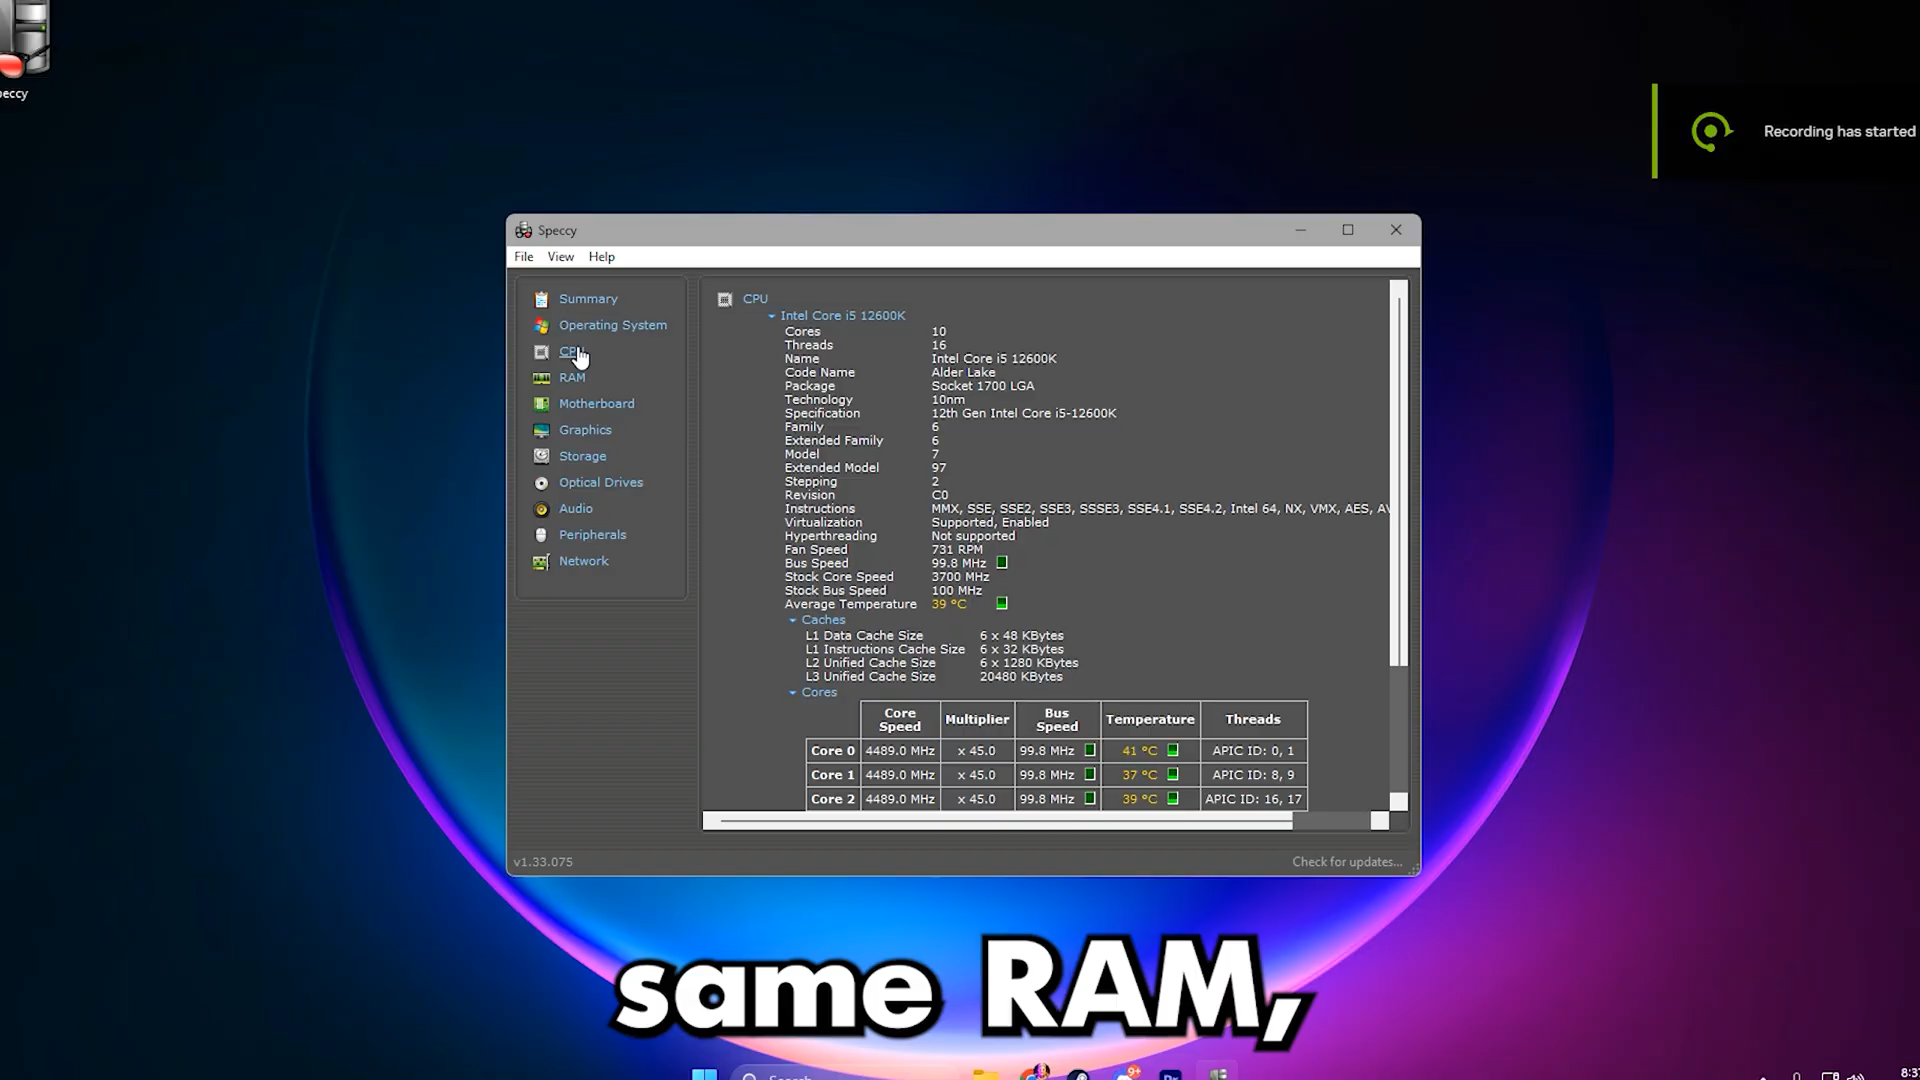 peccy
Recording has started
Speccy
File View Help
Summary
Operating System
CPU
RAM
Motherboard
Graphics
Storage
Optical Drives
Audio
Peripherals
Network
CPU
Intel Core i5 12600K
Cores 10
Threads 16
Name Intel Core i5 12600K
Code Name Alder Lake
Package Socket 1700 LGA
Technology 10nm
Specification 12th Gen Intel Core i5-12600K
Family 6
Extended Family 6
Model 7
Extended Model 97
Stepping 2
Revision C0
Instructions MMX, SSE, SSE2, SSE3, SSSE3, SSE4.1, SSE4.2, Intel 64, NX, VMX, AES, AV
Virtualization Supported, Enabled
Hyperthreading Not supported
Fan Speed 731 RPM
Bus Speed 99.8 MHz
Stock Core Speed 3700 MHz
Stock Bus Speed 100 MHz
Average Temperature 39 °C
Caches
L1 Data Cache Size 6 x 48 KBytes
L1 Instructions Cache Size 6 x 32 KBytes
L2 Unified Cache Size 6 x 1280 KBytes
L3 Unified Cache Size 20480 KBytes
Cores
Core Speed Multiplier Bus Speed Temperature Threads
Core 0 4489.0 MHz x 45.0 99.8 MHz 41 °C APIC ID: 0, 1
Core 1 4489.0 MHz x 45.0 99.8 MHz 37 °C APIC ID: 8, 9
Core 2 4489.0 MHz x 45.0 99.8 MHz 39 °C APIC ID: 16, 17
v1.33.075 Check for updates...
same RAM,
Search
9+